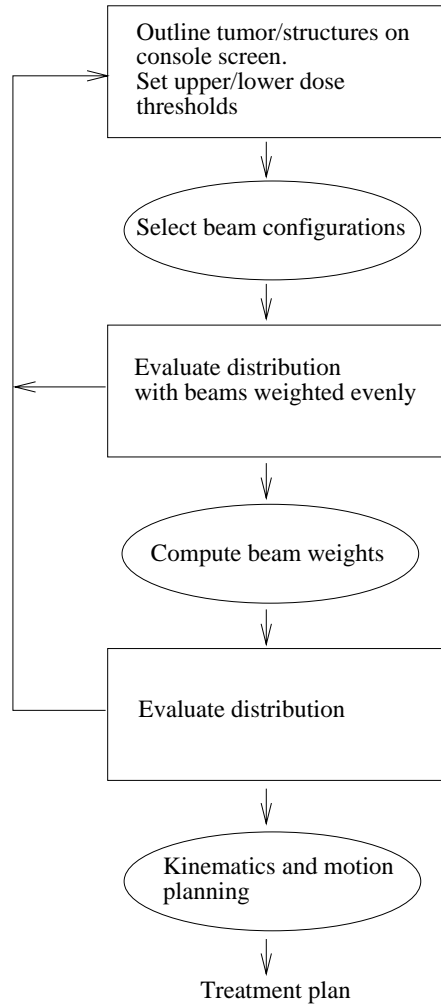 Outline tumor/structures on
console screen.
Set upper/lower dose
thresholds
Select beam configurations
Evaluate distribution
with beams weighted evenly
Compute beam weights
Evaluate distribution
Kinematics and motion
planning
Treatment plan